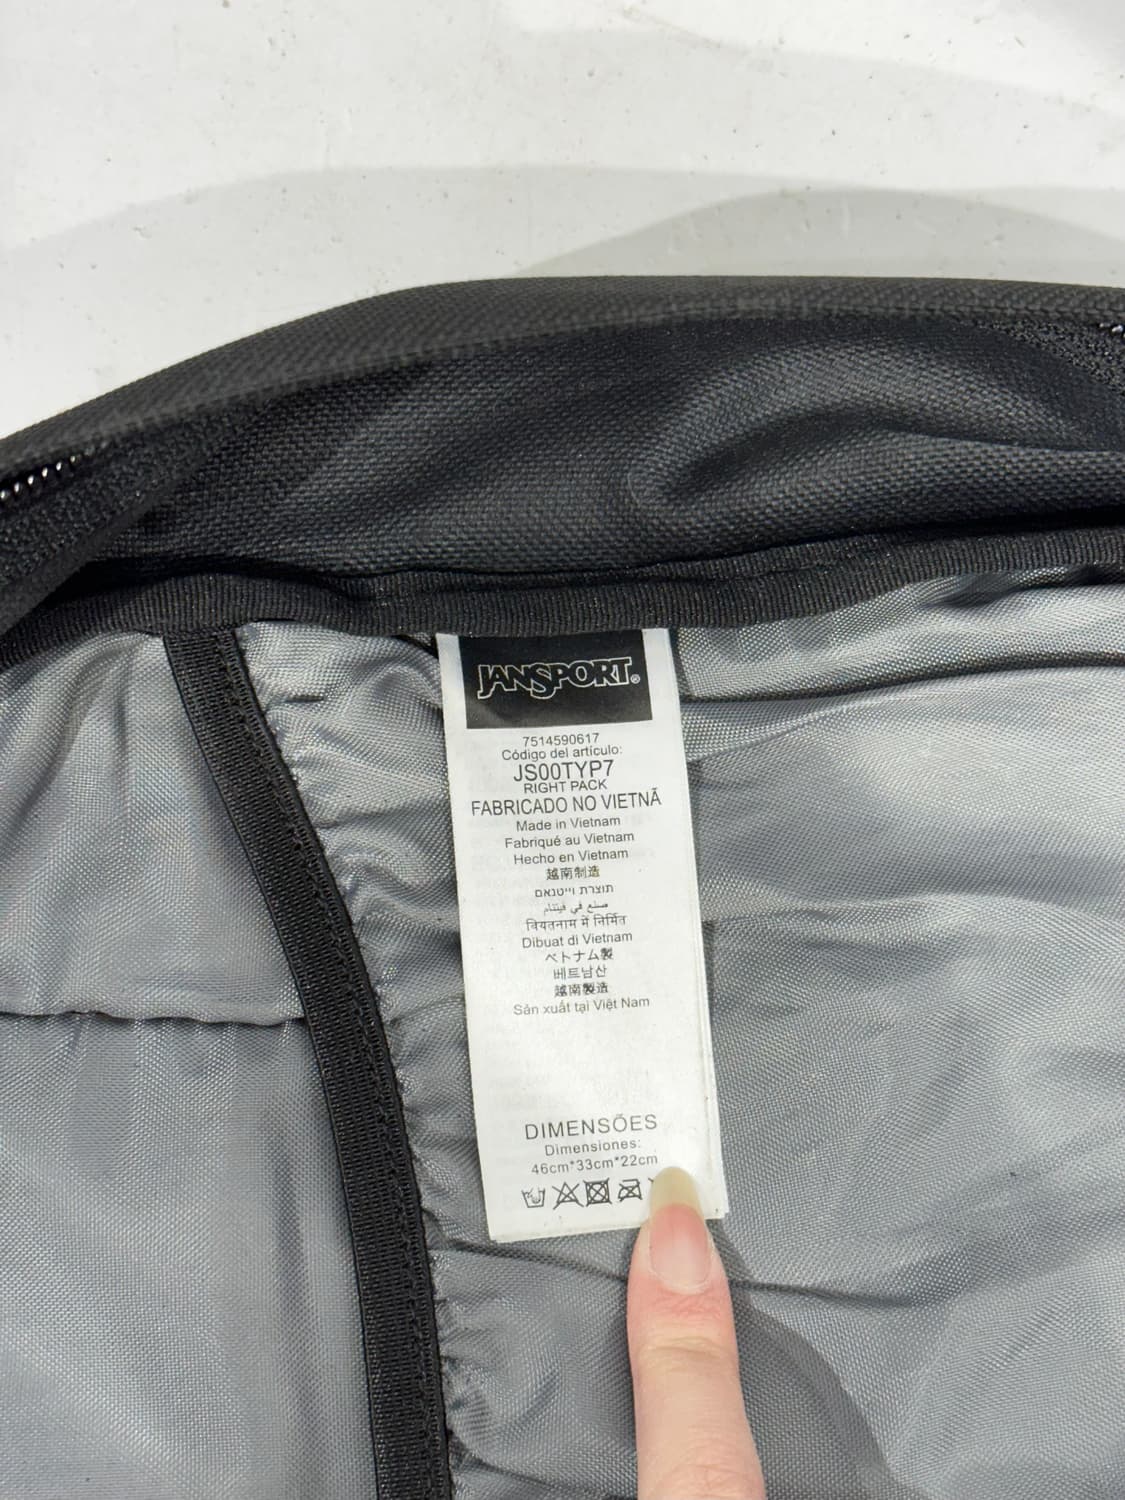 JANSPORT®
7514590617
Código del artículo:
JS00TYP7
RIGHT PACK
FABRICADO NO VIETNÃ
Made in Vietnam
Fabriqué au Vietnam
Hecho en Vietnam
越南制造
תוצרת וייטנאם
صنع في فيتنام
वियतनाम में निर्मित
Dibuat di Vietnam
ベトナム製
베트남산
越南製造
Sản xuất tại Việt Nam
DIMENSÕES
Dimensiones:
46cm*33cm*22cm